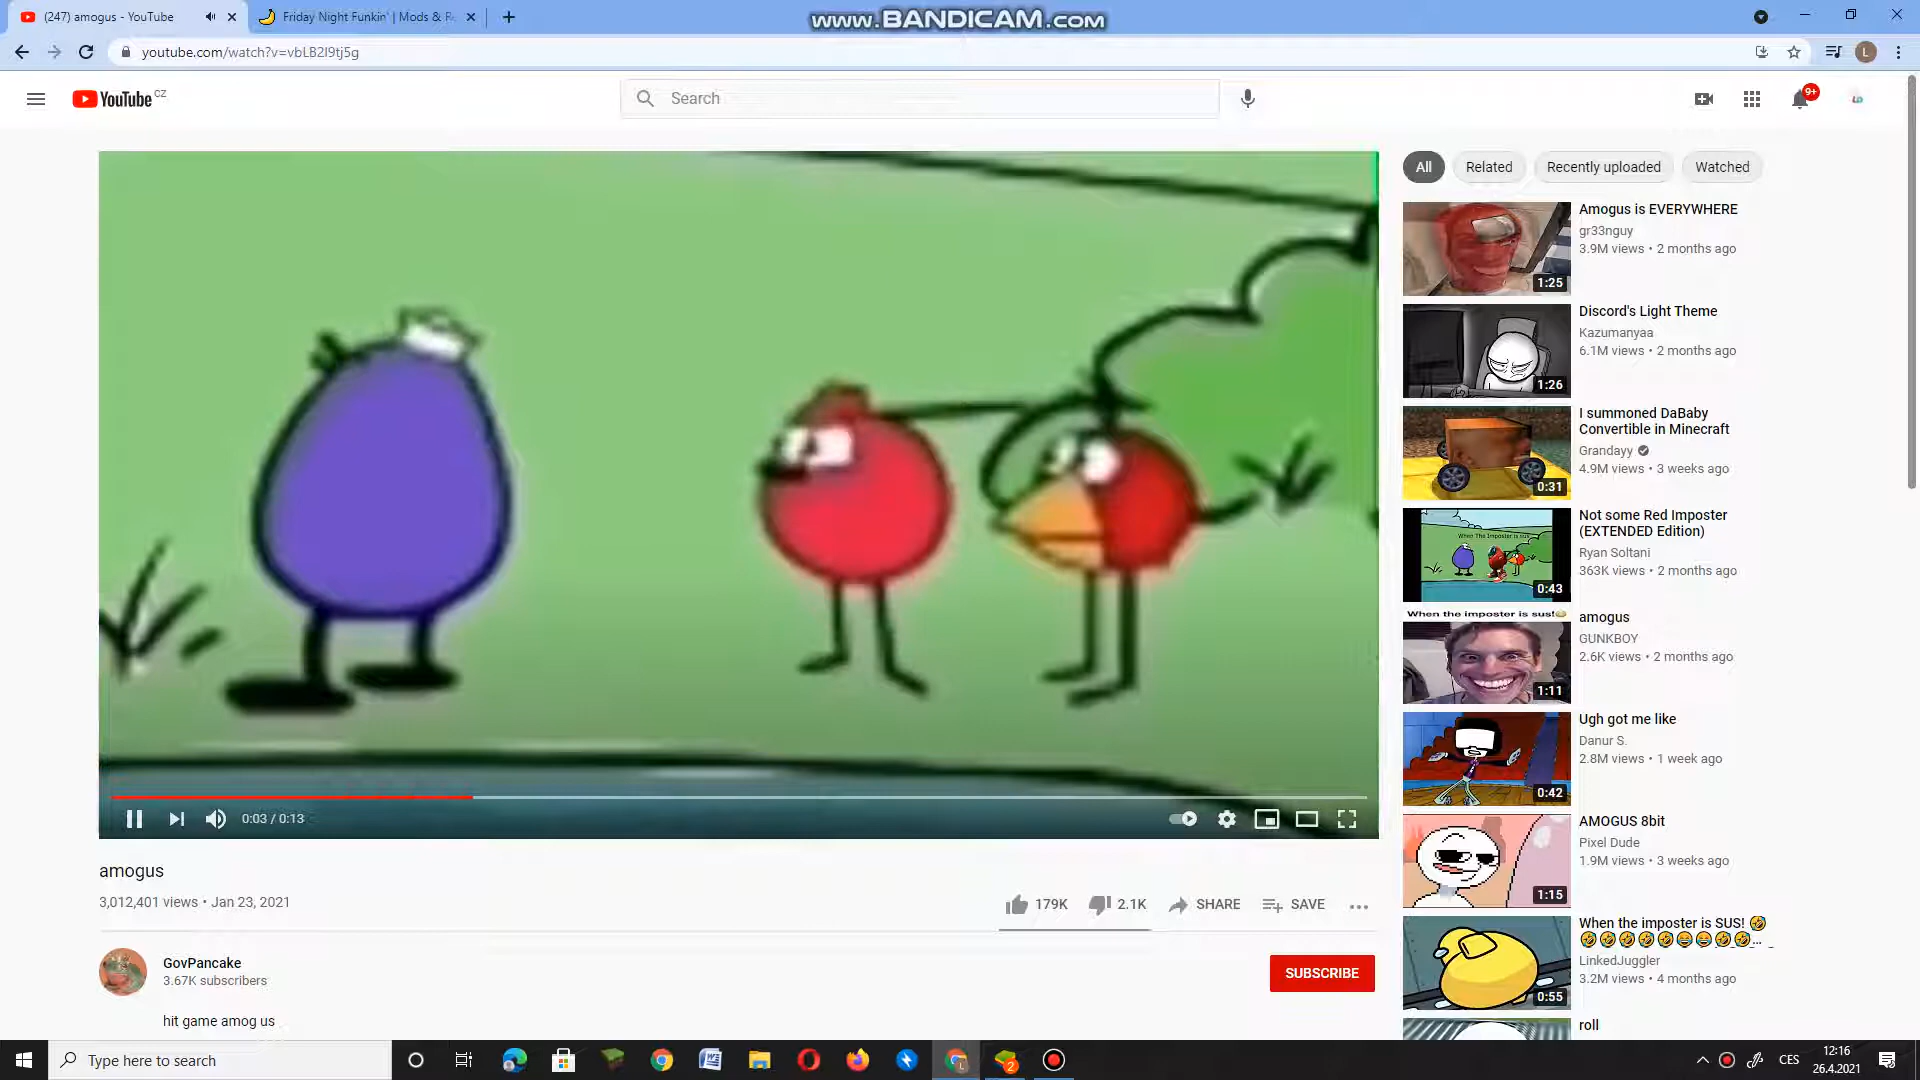 (247) amogus - YouTube
Friday Night Funkin' | Mods & R
www.BANDICAM.com
youtube.com/watch?v=vbLB2I9tj5g
L
YouTube CZ
Search
9+
All
Related
Recently uploaded
Watched
Amogus is EVERYWHERE
gr33nguy
3.9M views • 2 months ago
1:25
Discord's Light Theme
Kazumanyaa
6.1M views • 2 months ago
1:26
I summoned DaBaby
Convertible in Minecraft
Grandayy
4.9M views • 3 weeks ago
0:31
Not some Red Imposter
(EXTENDED Edition)
Ryan Soltani
363K views • 2 months ago
When The Imposter is sus
0:43
When the imposter is sus!😳
amogus
GUNKBOY
2.6K views • 2 months ago
1:11
Ugh got me like
Danur S.
2.8M views • 1 week ago
0:42
AMOGUS 8bit
Pixel Dude
1.9M views • 3 weeks ago
1:15
When the imposter is SUS! 🤣
🤣🤣🤣🤣🤣😂😂🤣🤣...
LinkedJuggler
3.2M views • 4 months ago
0:55
roll
0:03 / 0:13
amogus
3,012,401 views • Jan 23, 2021
179K
2.1K
SHARE
SAVE
GovPancake
3.67K subscribers
SUBSCRIBE
hit game amog us
Type here to search
2
CES
12:16
26.4.2021